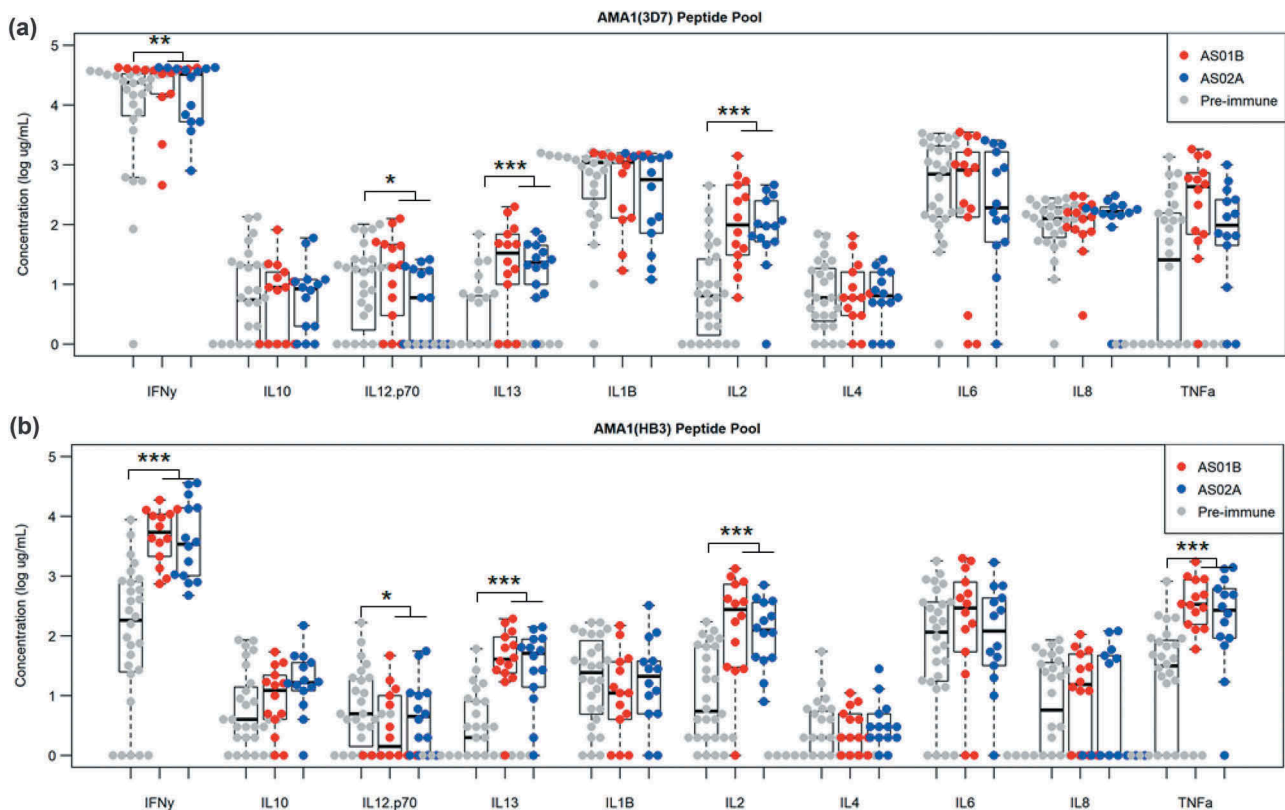 (a)
AMA1(3D7) Peptide Pool
Concentration (log ug/mL)
5
4
3
2
1
0
** * *** ***
AS01B
AS02A
Pre-immune
IFNy IL10 IL12.p70 IL13 IL1B IL2 IL4 IL6 IL8 TNFa
(b)
AMA1(HB3) Peptide Pool
Concentration (log ug/mL)
5
4
3
2
1
0
*** * *** *** ***
AS01B
AS02A
Pre-immune
IFNy IL10 IL12.p70 IL13 IL1B IL2 IL4 IL6 IL8 TNFa